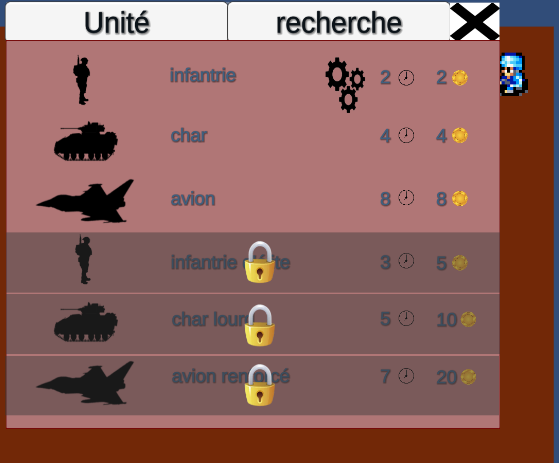 Unité recherche
infantrie 2 2
char 4 4
avion 8 8
infantrie 3 5
char 5 10
avion 7 20